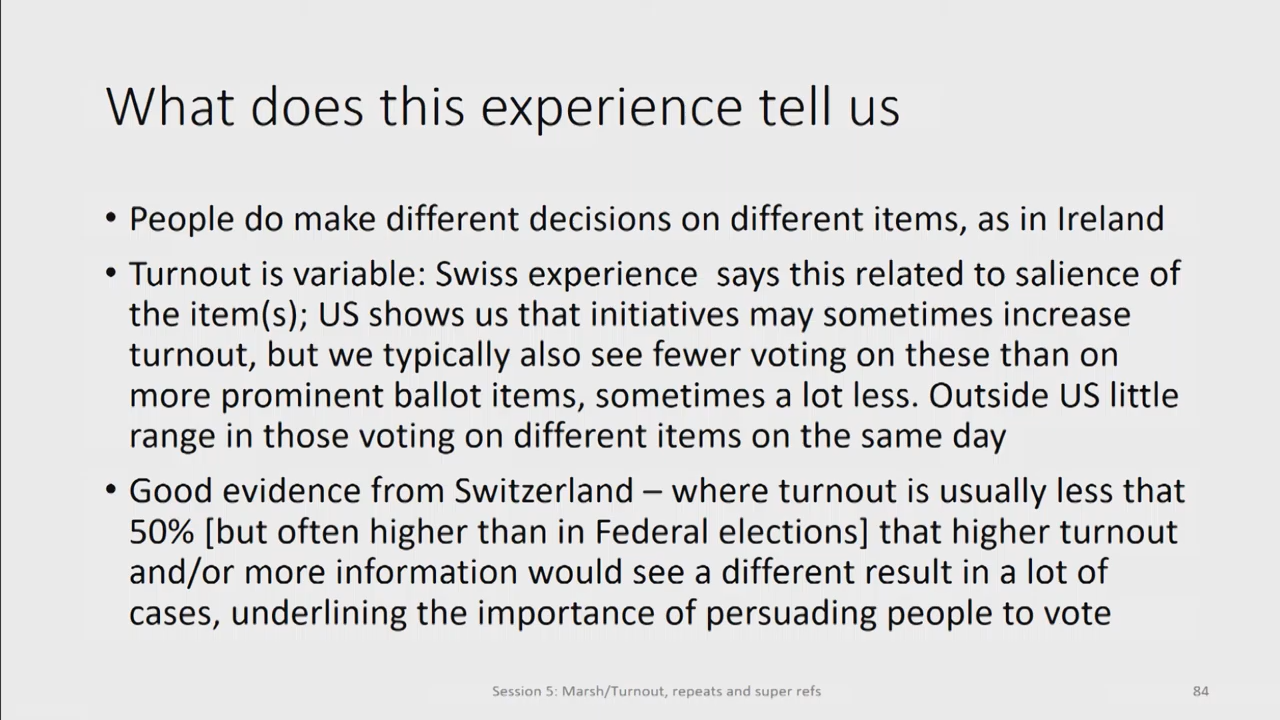 What does this experience tell us
• People do make different decisions on different items, as in Ireland
• Turnout is variable: Swiss experience  says this related to salience of
the item(s); US shows us that initiatives may sometimes increase
turnout, but we typically also see fewer voting on these than on
more prominent ballot items, sometimes a lot less. Outside US little
range in those voting on different items on the same day
• Good evidence from Switzerland – where turnout is usually less that
50% [but often higher than in Federal elections] that higher turnout
and/or more information would see a different result in a lot of
cases, underlining the importance of persuading people to vote
Session 5: Marsh/Turnout, repeats and super refs
84